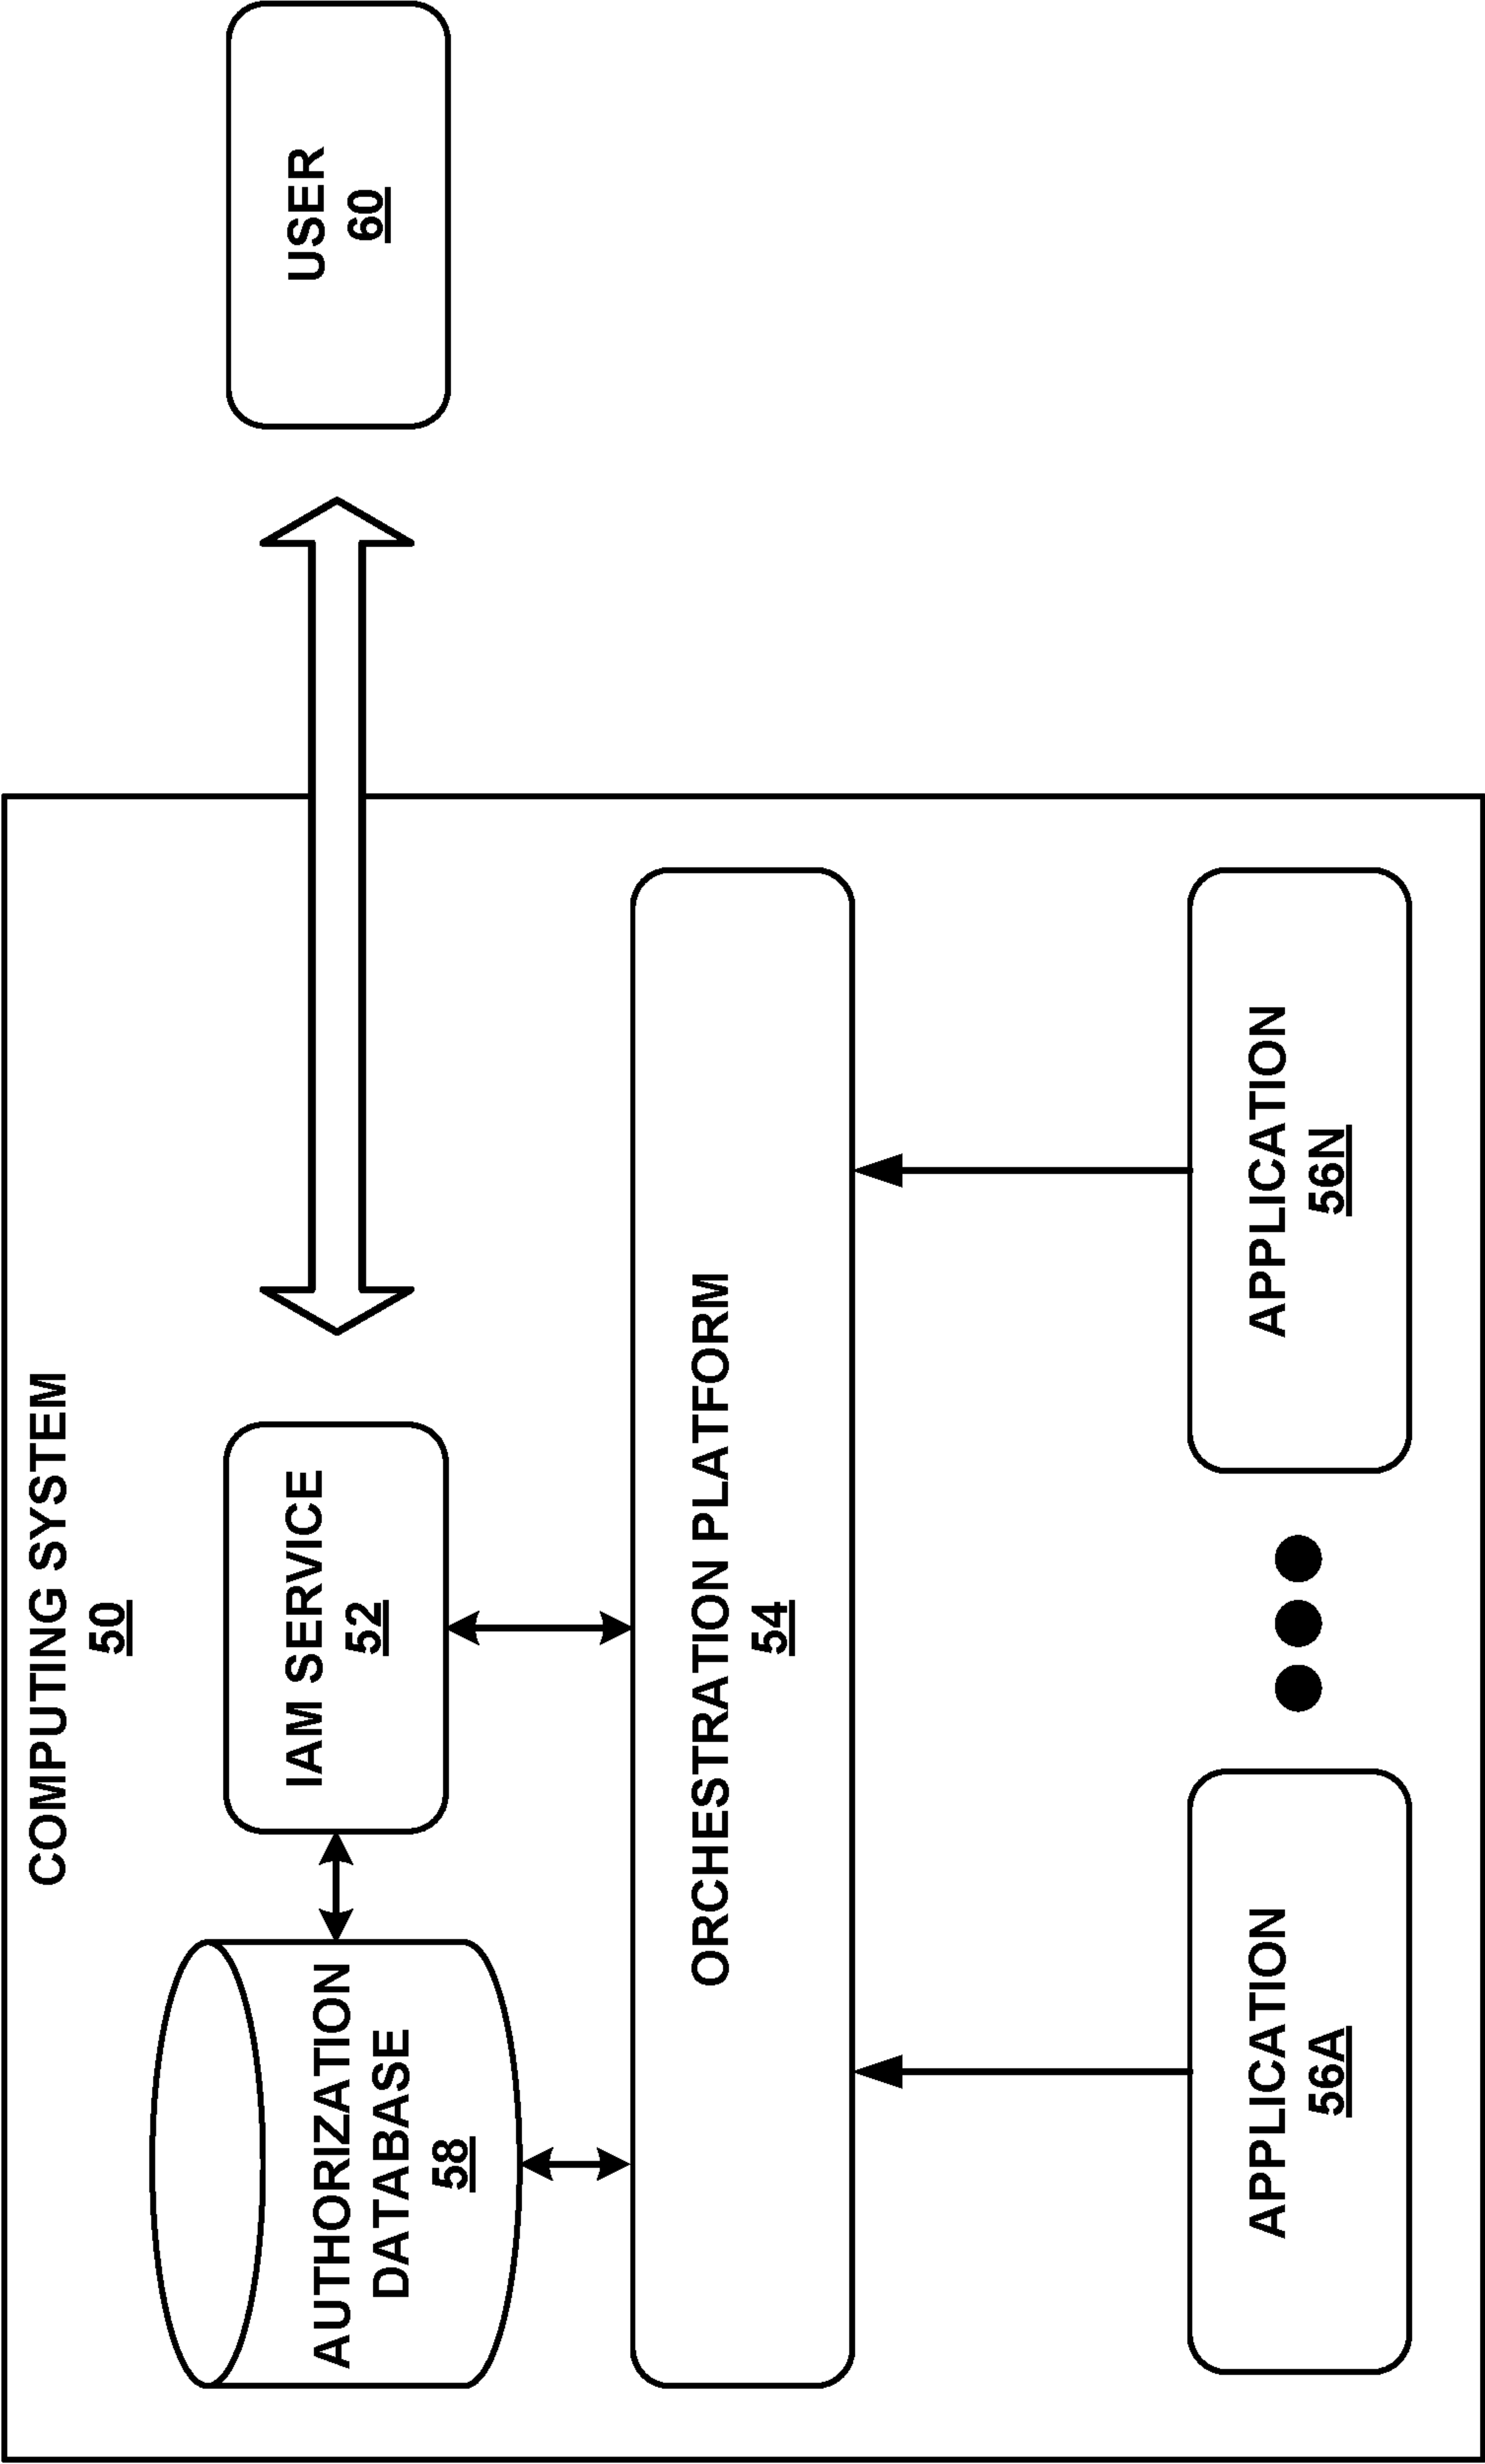 COMPUTING SYSTEM
50
AUTHORIZATION
DATABASE
58
IAM SERVICE
52
USER
60
ORCHESTRATION PLATFORM
54
APPLICATION
56A
APPLICATION
56N